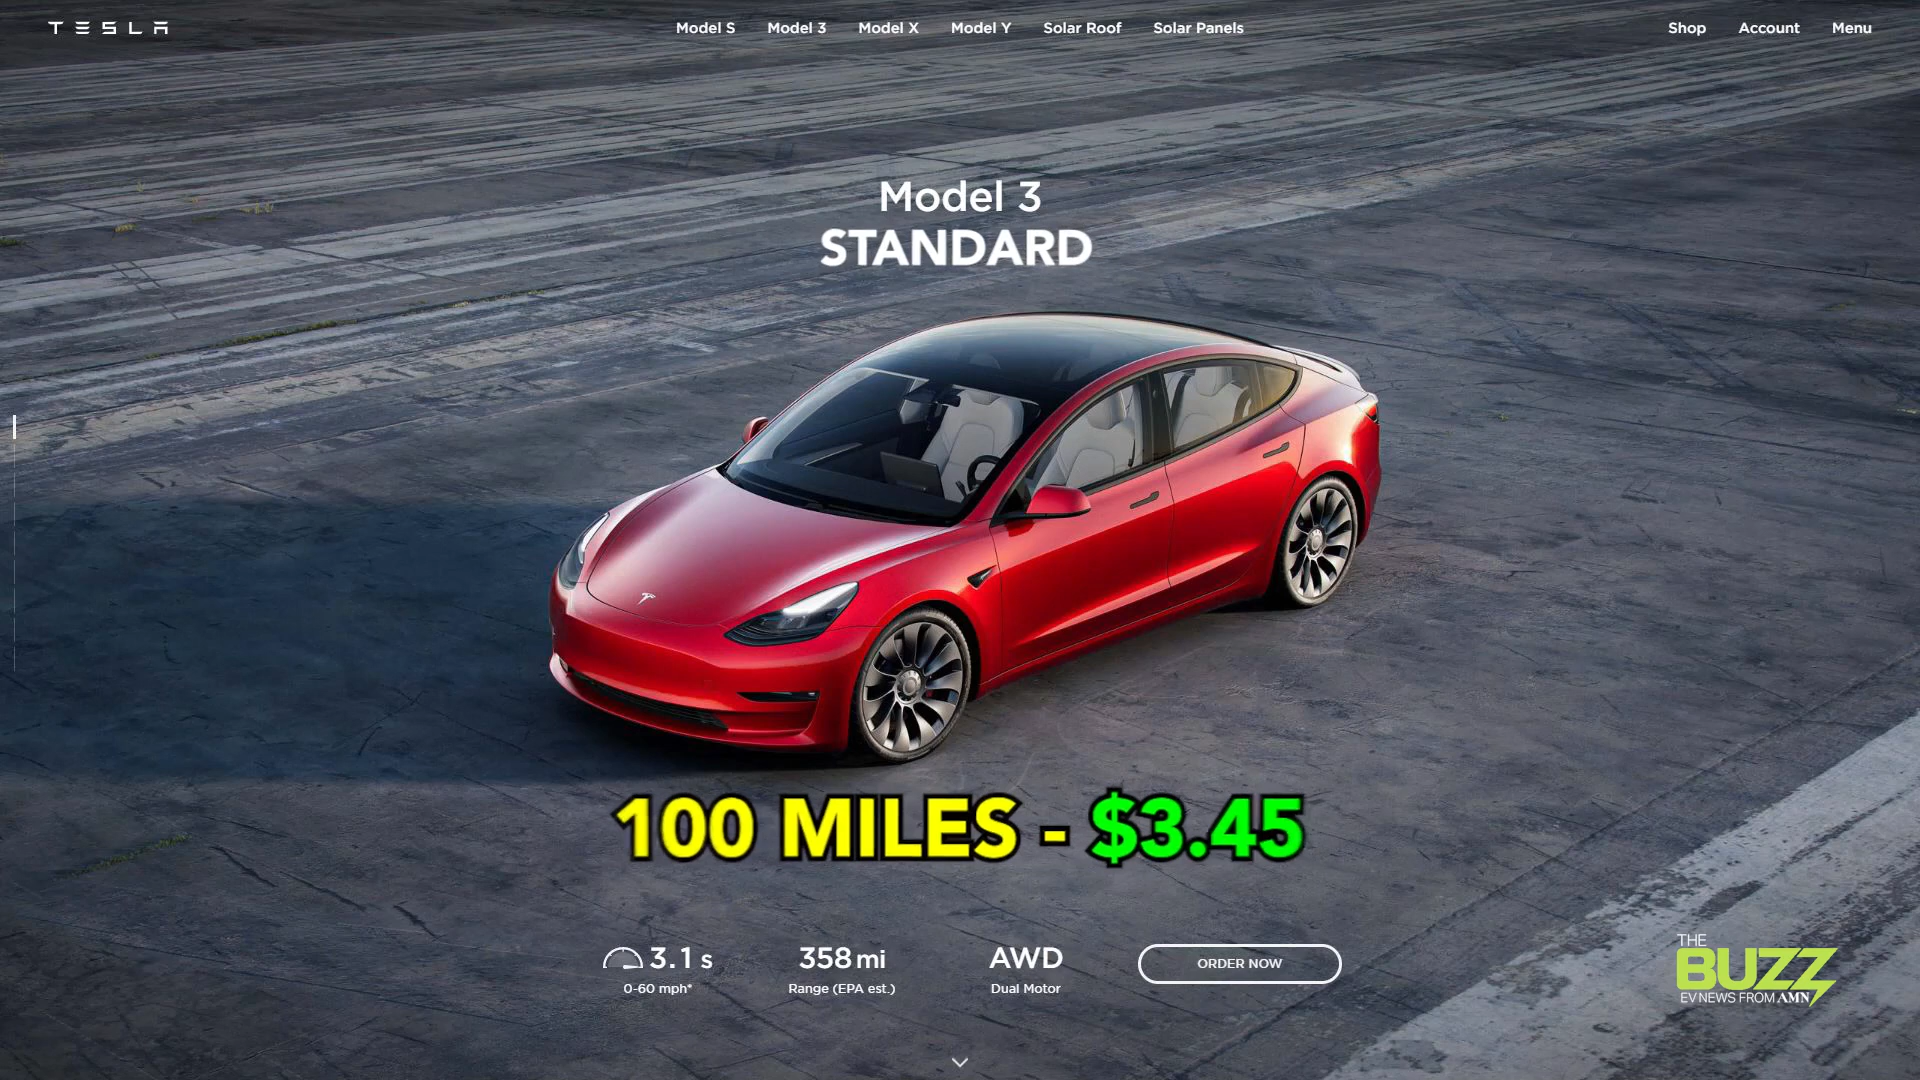 TESLA
Model S Model 3 Model X Model Y Solar Roof Solar Panels
Shop Account Menu
Model 3
STANDARD
100 MILES - $3.45
3.1 s
0-60 mph*
358 mi
Range (EPA est.)
AWD
Dual Motor
ORDER NOW
THE
BUZZ
EV NEWS FROM AMN